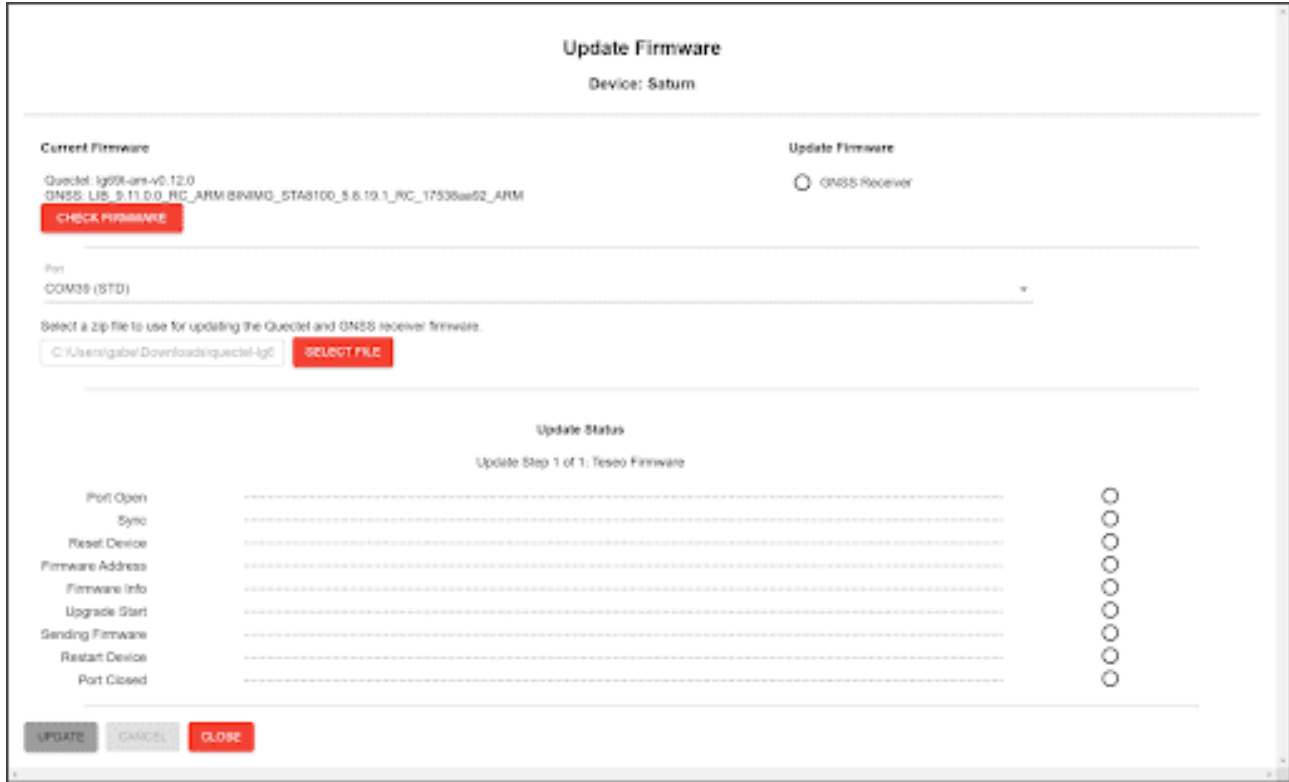 Update Firmware
Device: Saturn
Current Firmware
Update Firmware
Quectel: lg69t-am-v0.12.0
GNSS Receiver
GNSS: LIB_9.11.0.0_RC_ARM BINIMG_STA8100_5.8.19.1_RC_17538aa92_ARM
CHECK FIRMWARE
Port
COM39 (STD)
Select a zip file to use for updating the Quectel and GNSS receiver firmware.
C:\Users\gabe\Downloads\quectel-lg6
SELECT FILE
Update Status
Update Step 1 of 1: Teseo Firmware
Port Open
Sync
Reset Device
Firmware Address
Firmware Info
Upgrade Start
Sending Firmware
Restart Device
Port Closed
UPDATE
CANCEL
CLOSE